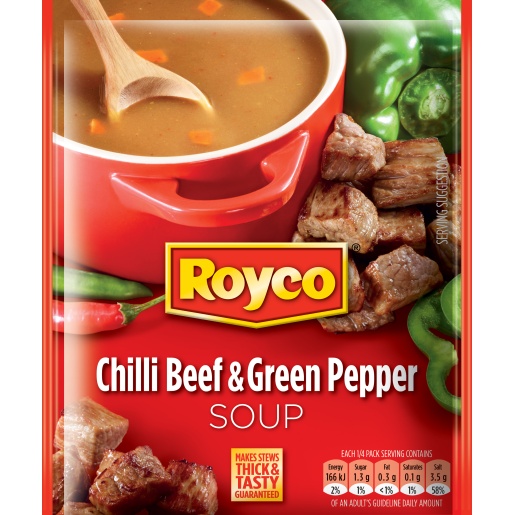 SERVING SUGGESTION
Royco®
Chilli Beef & Green Pepper
SOUP
MAKES STEWS
THICK &
TASTY
GUARANTEED
EACH 1/4 PACK SERVING CONTAINS
Energy Sugar Fat Saturates Salt
166 kJ 1.3 g 0.3 g 0.1 g 3.5 g
2% 1% <1% 1% 58%
OF AN ADULT'S GUIDELINE DAILY AMOUNT